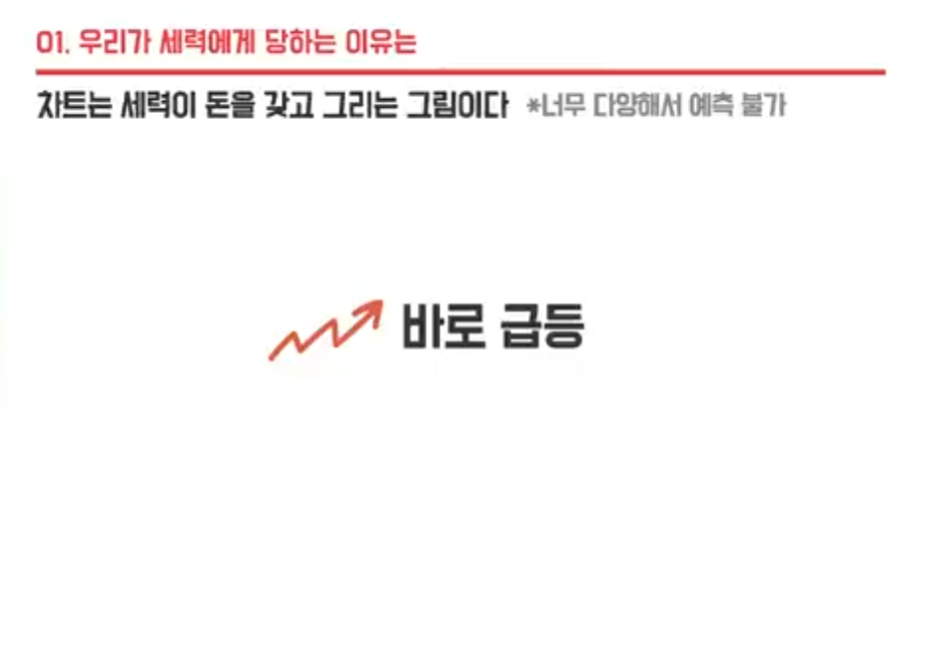 01. 우리가 세력에게 당하는 이유는
차트는 세력이 돈을 갖고 그리는 그림이다 *너무 다양해서 예측 불가
바로 급등